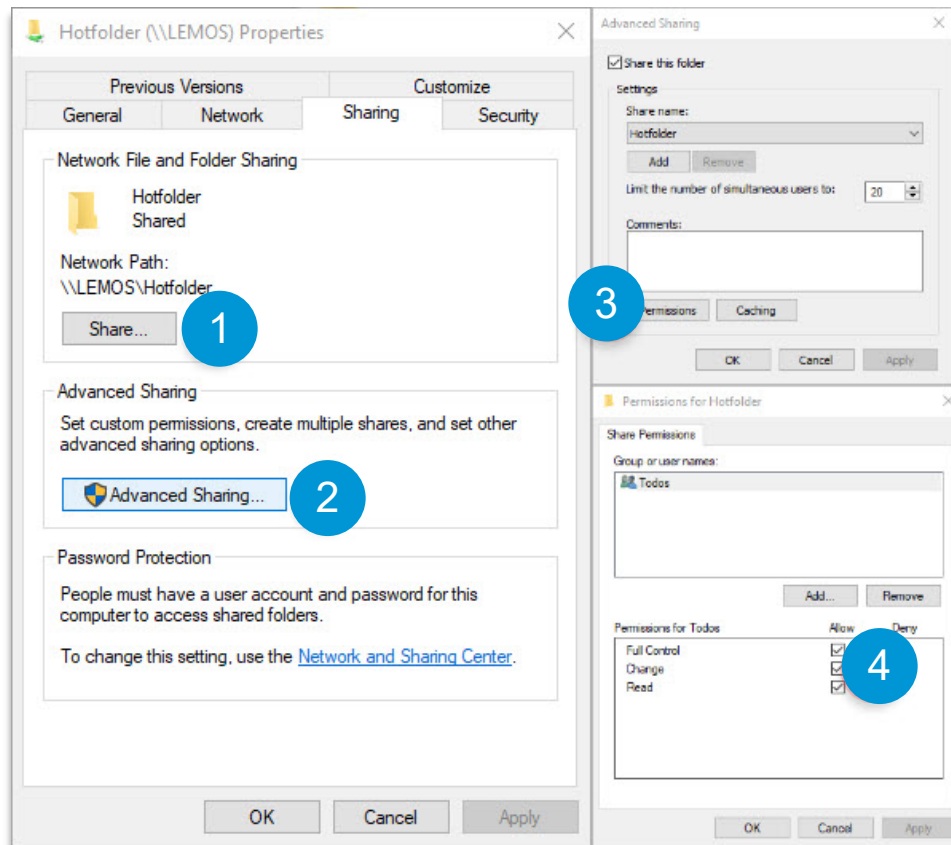 Hotfolder (\\LEMOS) Properties
Previous Versions
Customize
General
Network
Sharing
Security
Network File and Folder Sharing
Hotfolder
Shared
Network Path:
\\LEMOS\Hotfolder
Share...
1
Advanced Sharing
Set custom permissions, create multiple shares, and set other
advanced sharing options.
Advanced Sharing...
2
Password Protection
People must have a user account and password for this
computer to access shared folders.
To change this setting, use the Network and Sharing Center.
OK
Cancel
Apply
Advanced Sharing
Share this folder
Settings
Share name:
Hotfolder
Add
Remove
Limit the number of simultaneous users to:
20
Comments:
3
ermissions
Caching
OK
Cancel
Apply
Permissions for Hotfolder
Share Permissions
Group or user names:
Todos
Add...
Remove
Permissions for Todos
Allow
Deny
Full Control
Change
Read
4
OK
Cancel
Apply